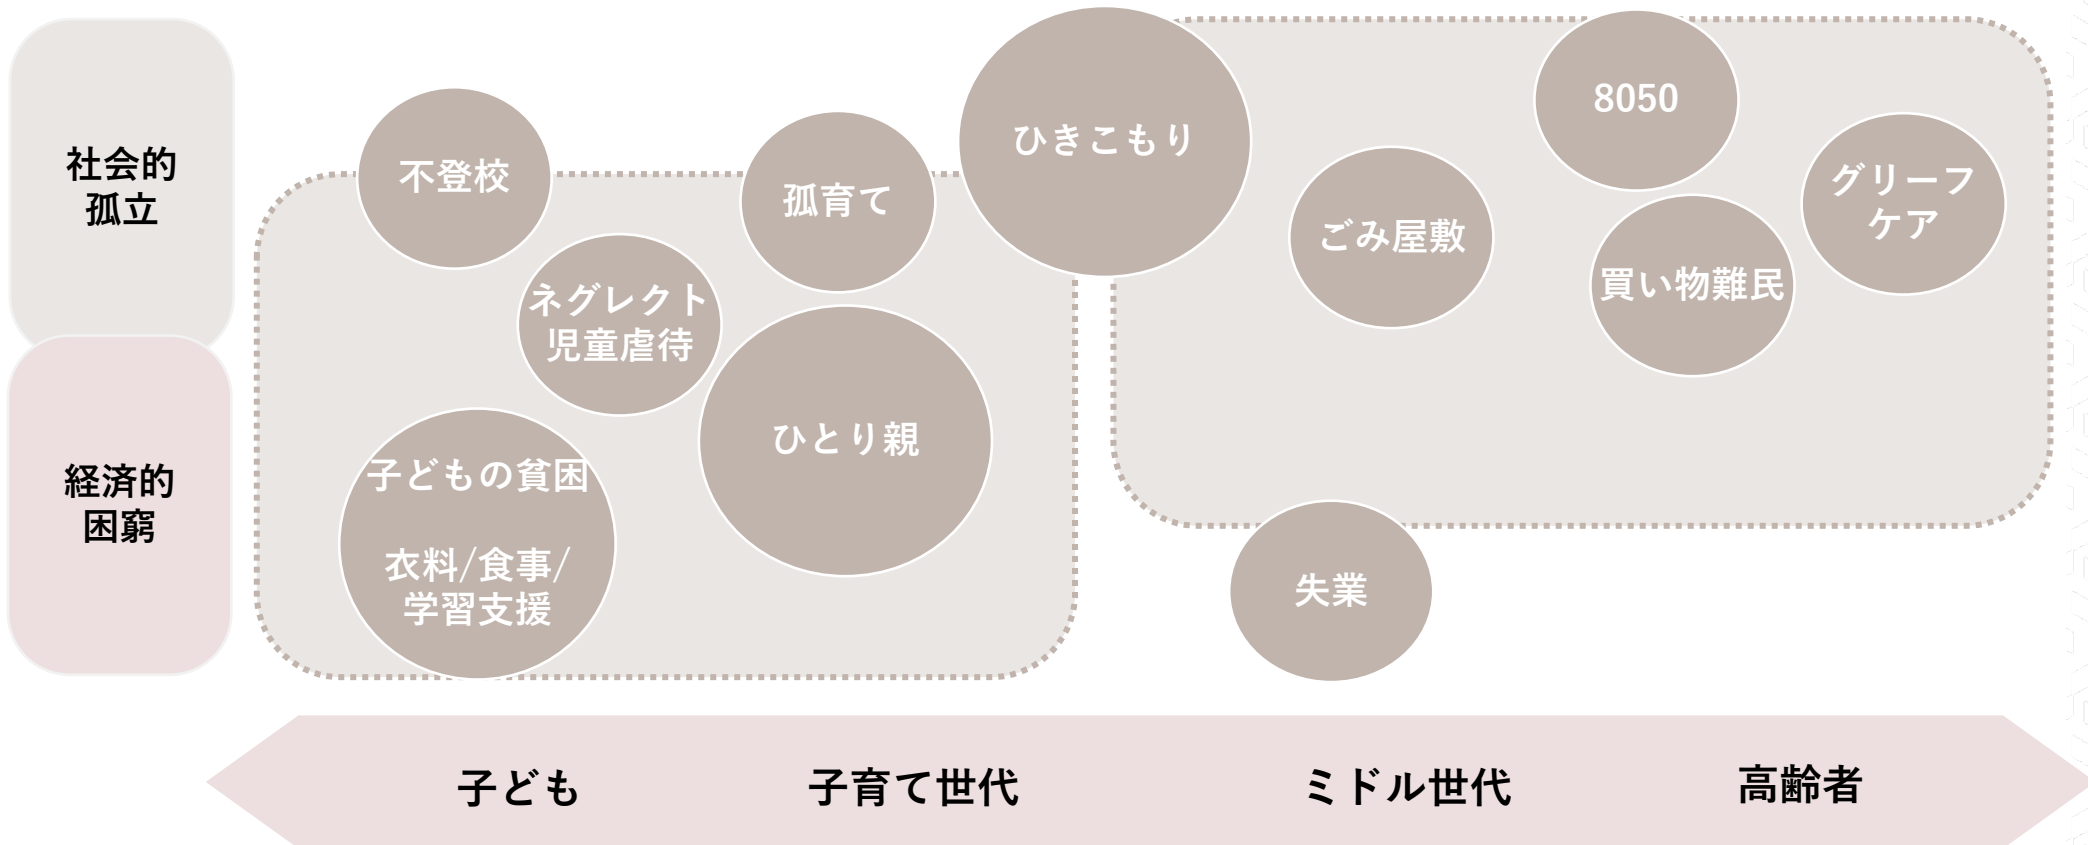 社会的
孤立
経済的
困窮
不登校
孤育て
ひきこもり
8050
グリーフ
ケア
ごみ屋敷
買い物難民
ネグレクト
児童虐待
ひとり親
子どもの貧困
衣料/食事/
学習支援
失業
子ども
子育て世代
ミドル世代
高齢者